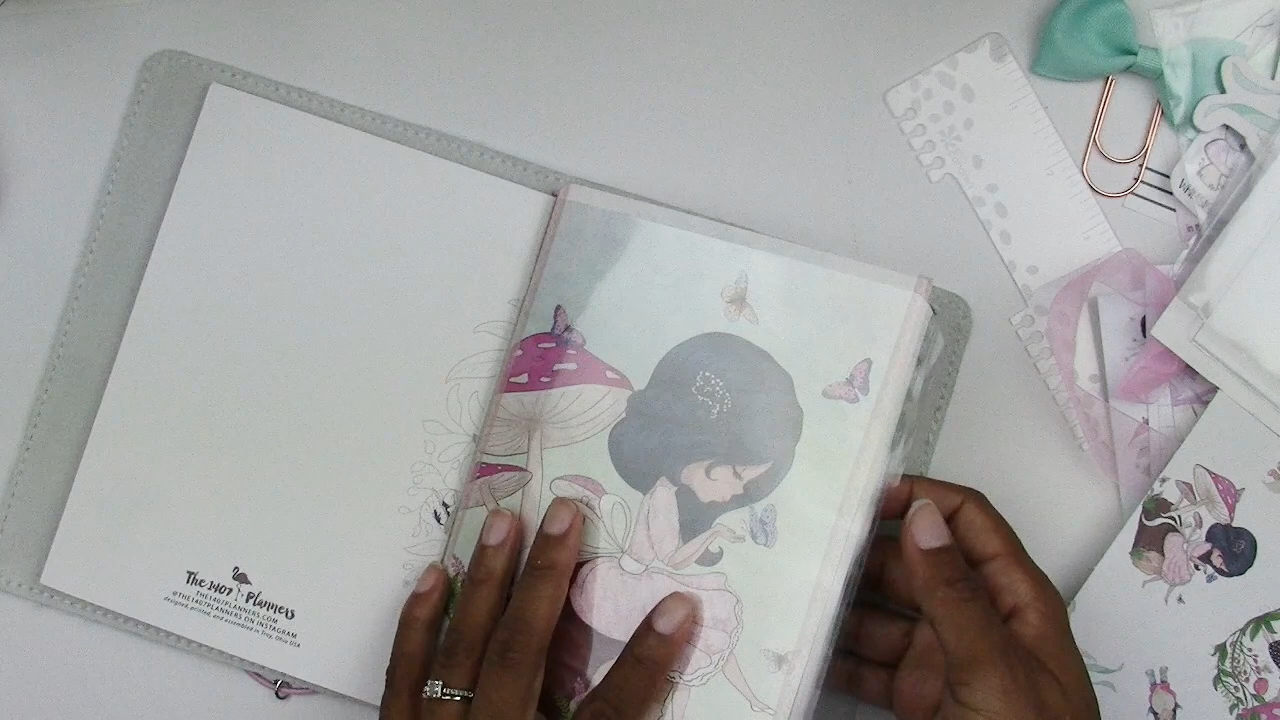 The 1407 Planners
THE1407PLANNERS.COM
@THE1407PLANNERS ON INSTAGRAM
designed, printed, and assembled in Troy, Ohio USA